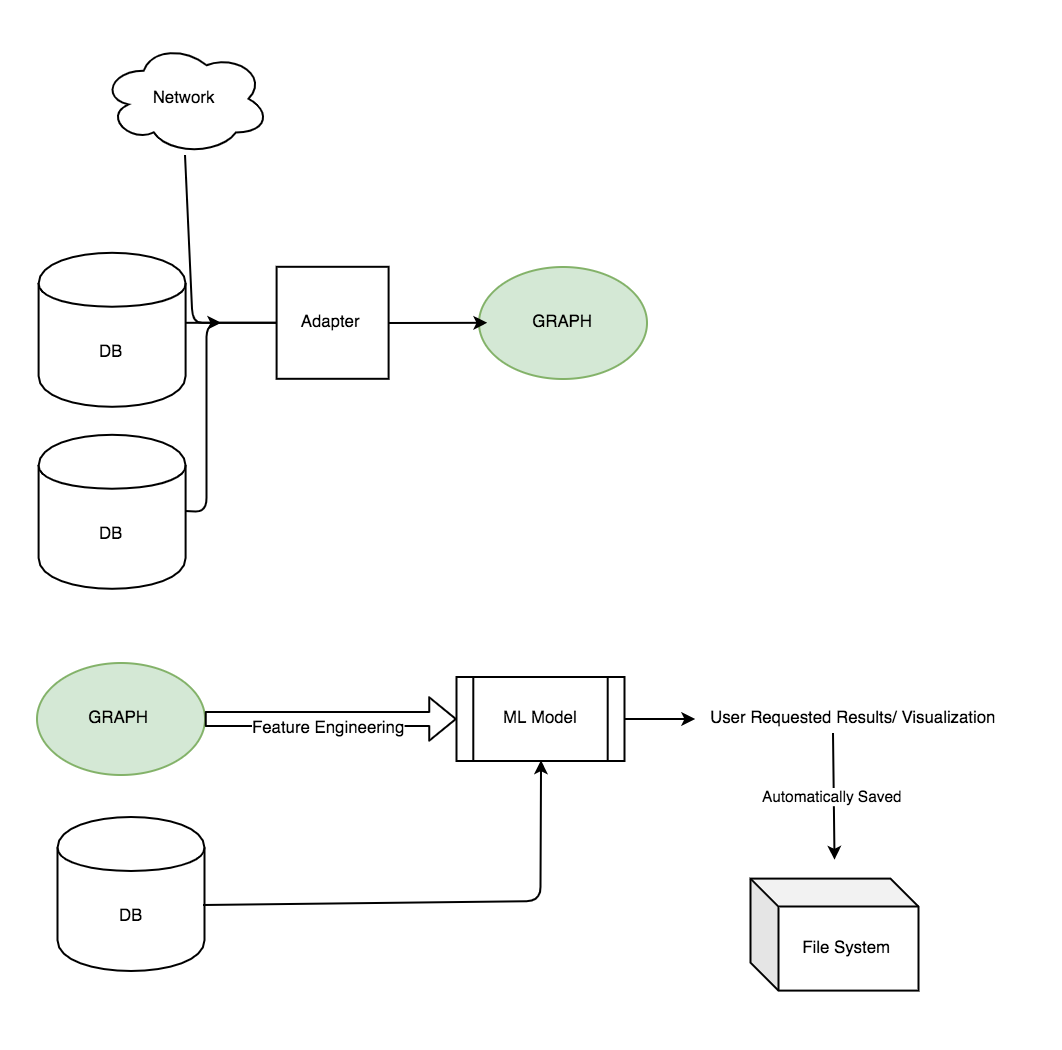 Network
DB
Adapter
GRAPH
DB
GRAPH
Feature Engineering
ML Model
User Requested Results/ Visualization
Automatically Saved
DB
File System